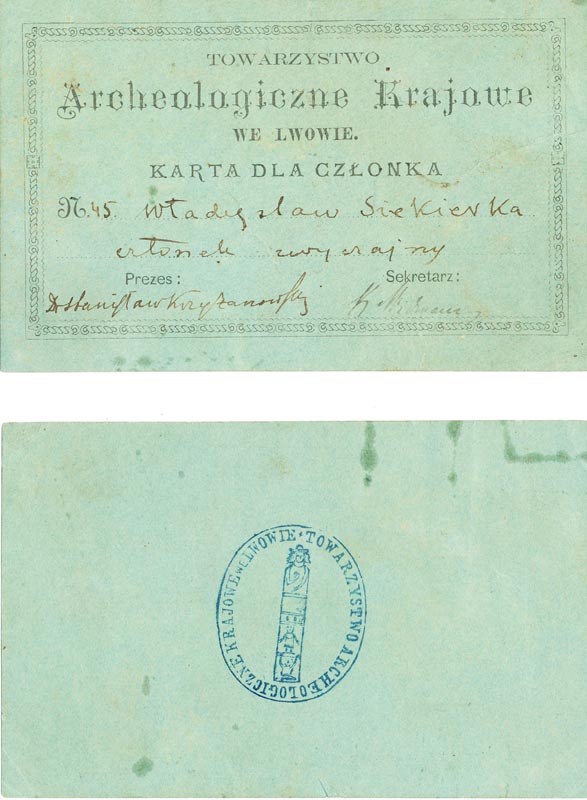 TOWARZYSTWO
Archeologiczne Krajowe
WE LWOWIE.
KARTA DLA CZŁONKA
N. 45. Władysław Siekierka
członek zwyczajny
Prezes: Sekretarz:
Dr Stanisław Krzyżanowski
TOWARZYSTWO ARCHEOLOGICZNE KRAJOWE WE LWOWIE